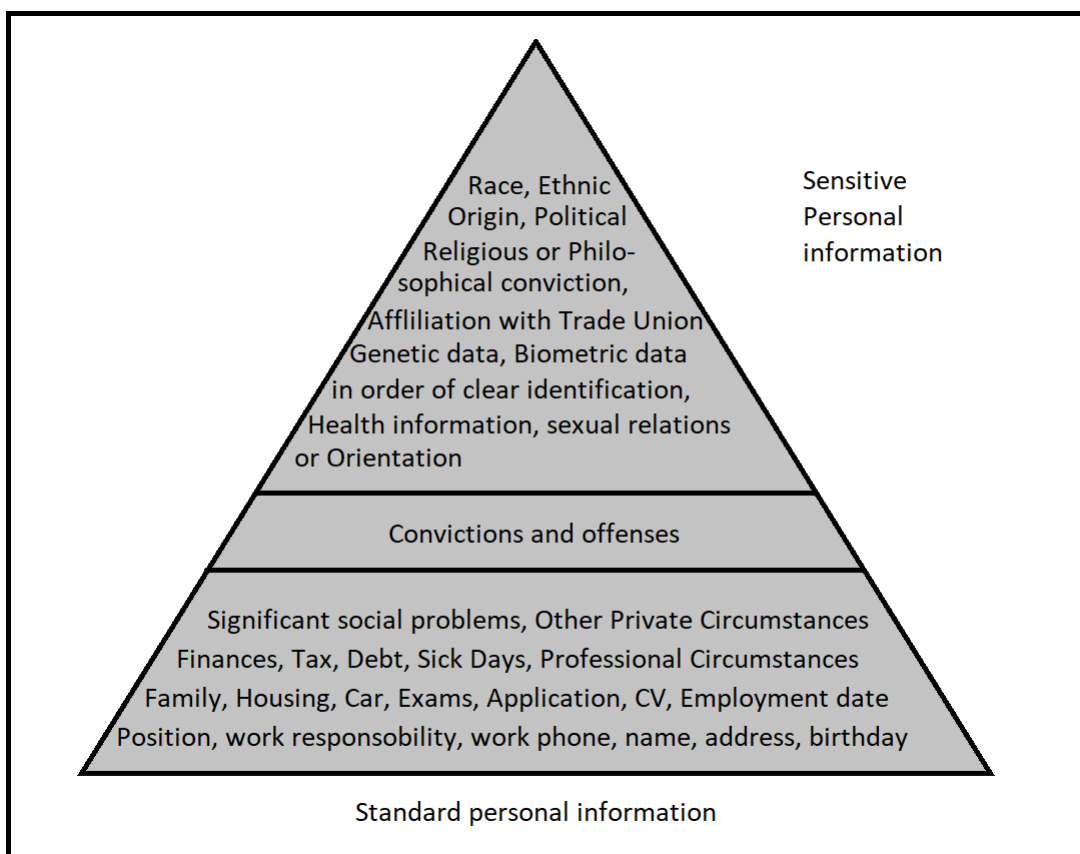 Race, Ethnic
Origin, Political
Religious or Philo-
sophical conviction,
Affliliation with Trade Union
Genetic data, Biometric data
in order of clear identification,
Health information, sexual relations
or Orientation
Sensitive
Personal
information
Convictions and offenses
Significant social problems, Other Private Circumstances
Finances, Tax, Debt, Sick Days, Professional Circumstances
Family, Housing, Car, Exams, Application, CV, Employment date
Position, work responsobility, work phone, name, address, birthday
Standard personal information